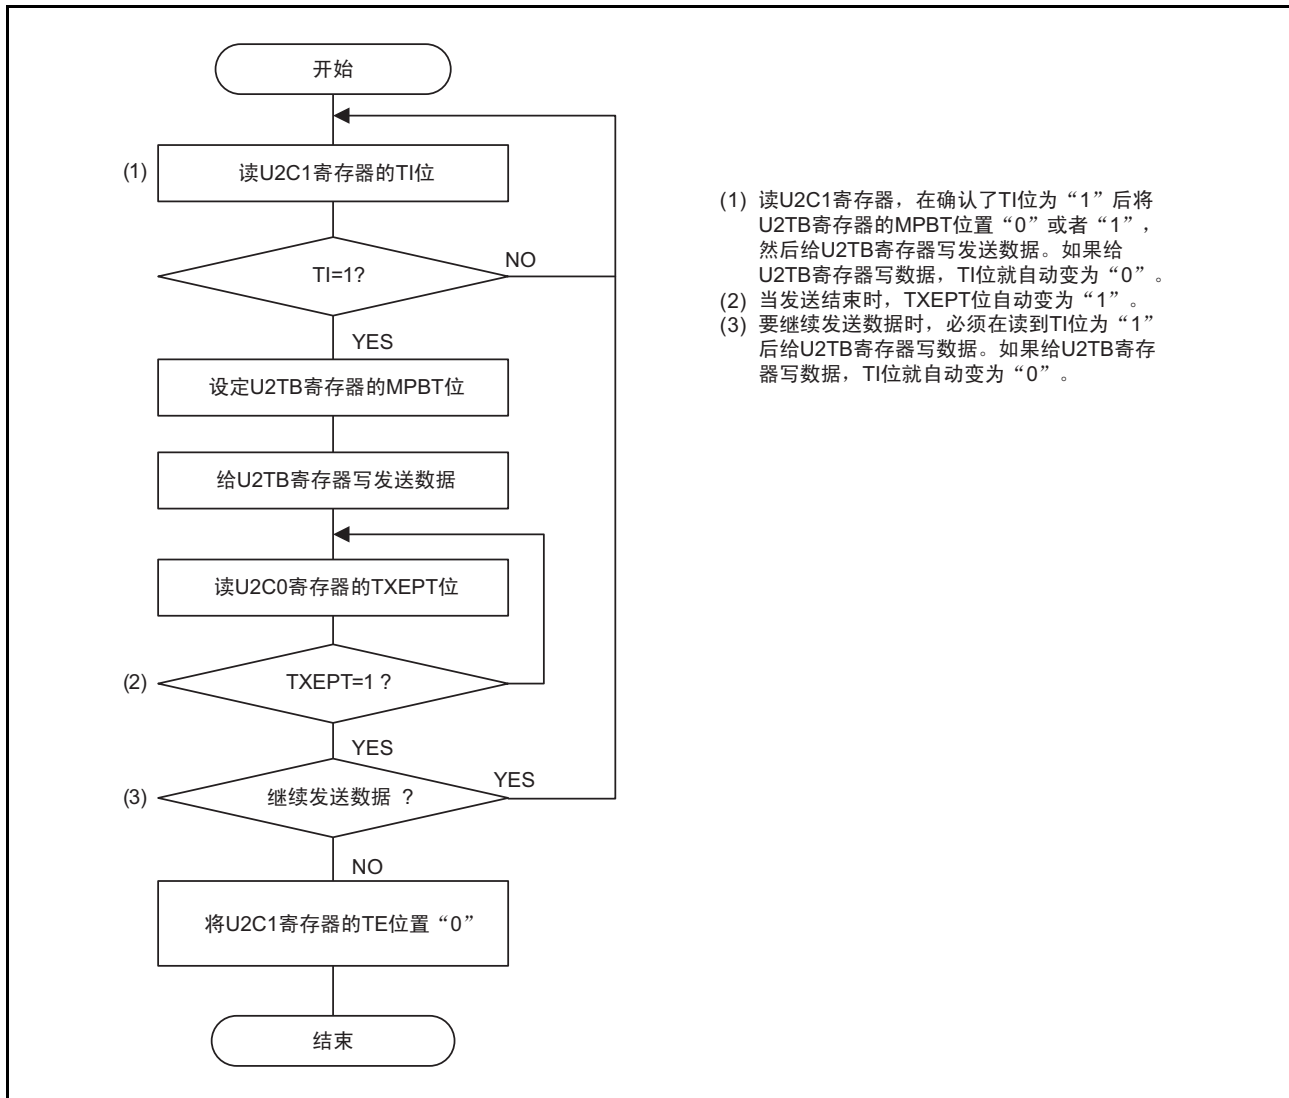 开始
(1)
读U2C1寄存器的TI位
TI=1?
NO
YES
设定U2TB寄存器的MPBT位
给U2TB寄存器写发送数据
读U2C0寄存器的TXEPT位
(2)
TXEPT=1 ?
YES
(3)
继续发送数据 ?
YES
NO
将U2C1寄存器的TE位置“0”
结束
(1) 读U2C1寄存器，在确认了TI位为“1”后将
U2TB寄存器的MPBT位置“0”或者“1”，
然后给U2TB寄存器写发送数据。如果给
U2TB寄存器写数据，TI位就自动变为“0”。
(2) 当发送结束时，TXEPT位自动变为“1”。
(3) 要继续发送数据时，必须在读到TI位为“1”
后给U2TB寄存器写数据。如果给U2TB寄存
器写数据，TI位就自动变为“0”。